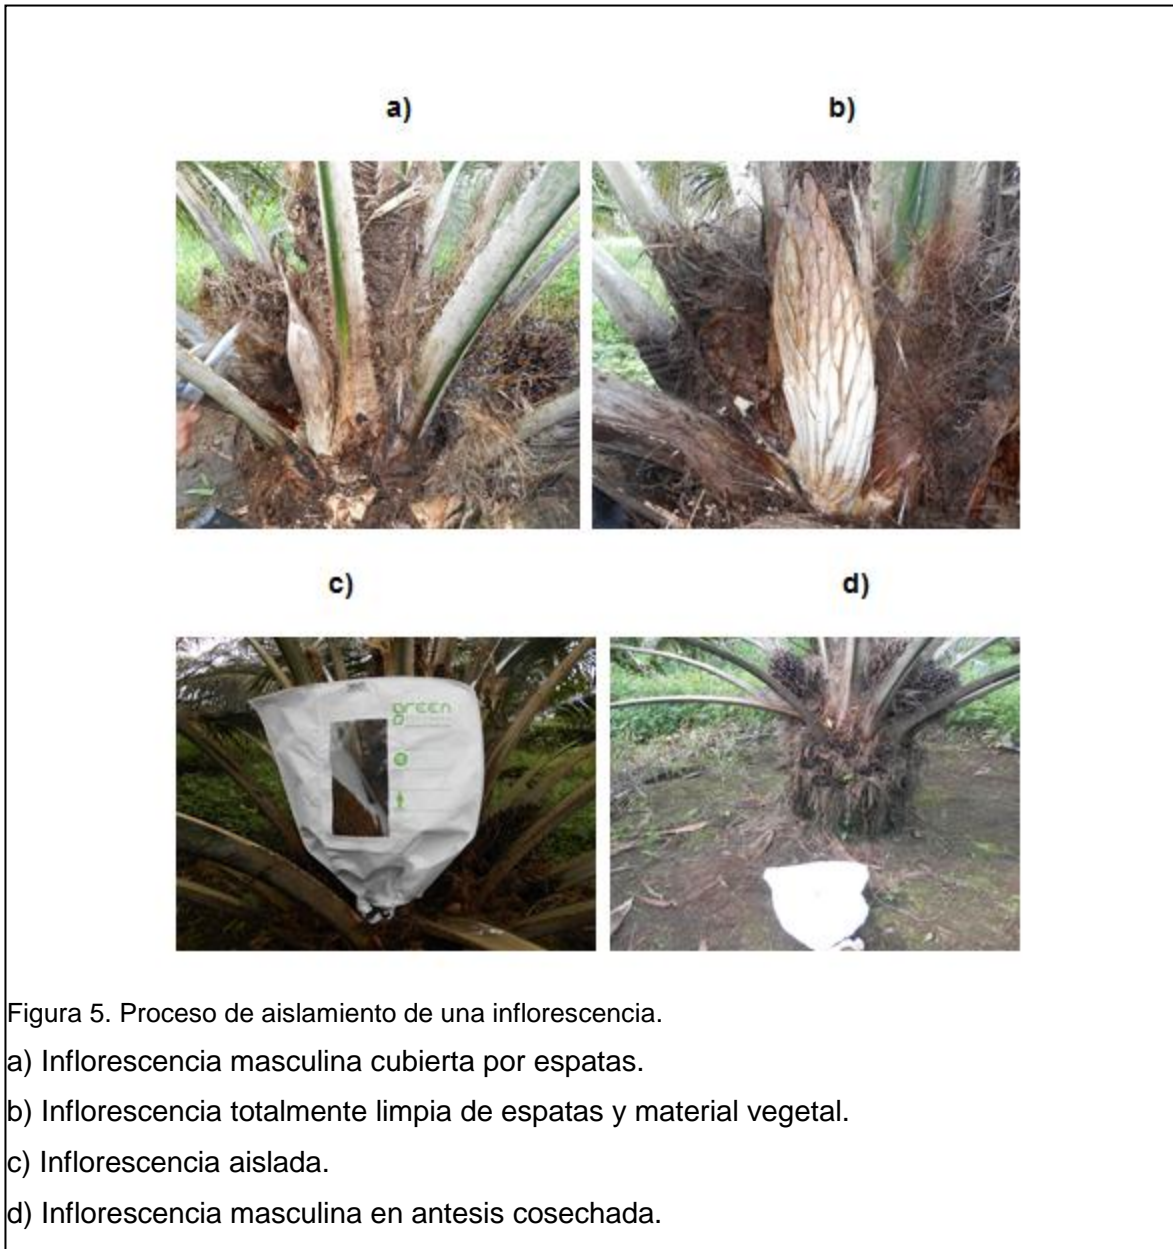 a)
b)
c)
d)
green
Figura 5. Proceso de aislamiento de una inflorescencia.
a) Inflorescencia masculina cubierta por espatas.
b) Inflorescencia totalmente limpia de espatas y material vegetal.
c) Inflorescencia aislada.
d) Inflorescencia masculina en antesis cosechada.